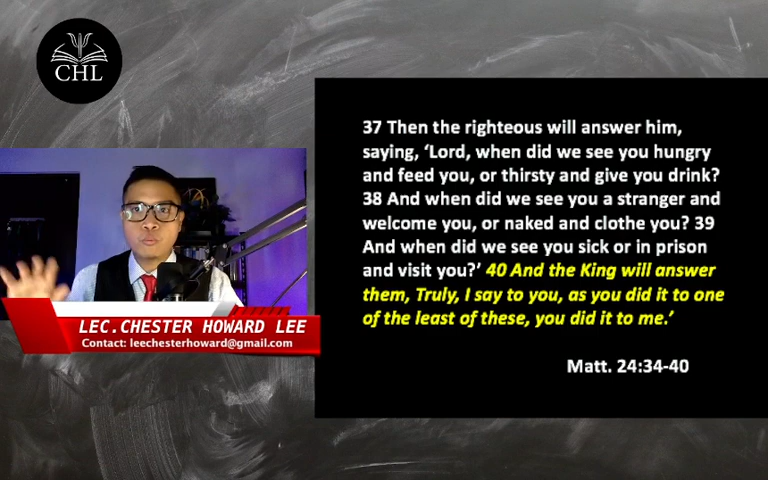 CHL
37 Then the righteous will answer him,
saying, ‘Lord, when did we see you hungry
and feed you, or thirsty and give you drink?
38 And when did we see you a stranger and
welcome you, or naked and clothe you? 39
And when did we see you sick or in prison
and visit you?’ 40 And the King will answer
them, Truly, I say to you, as you did it to one
of the least of these, you did it to me.’
Matt. 24:34-40
LEC.CHESTER HOWARD LEE
Contact: leechesterhoward@gmail.com